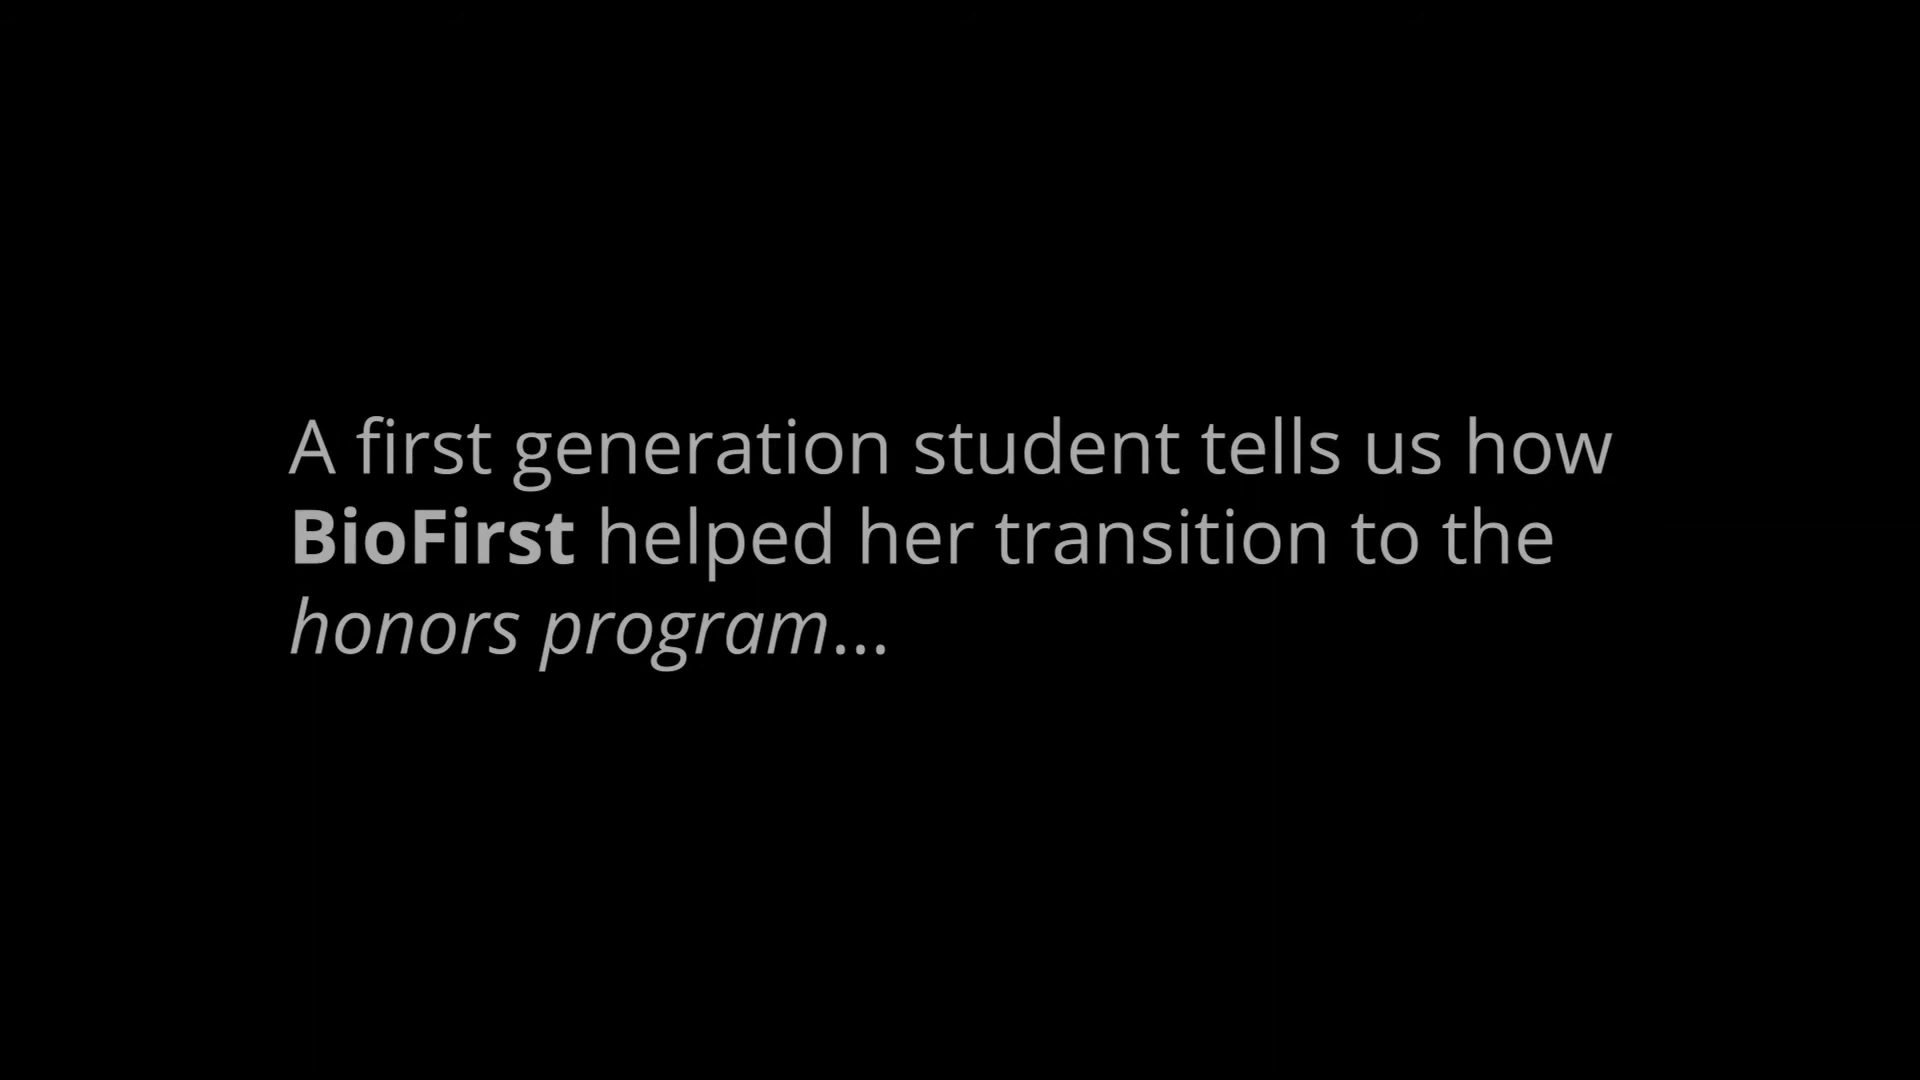 A first generation student tells us how
BioFirst helped her transition to the
honors program...